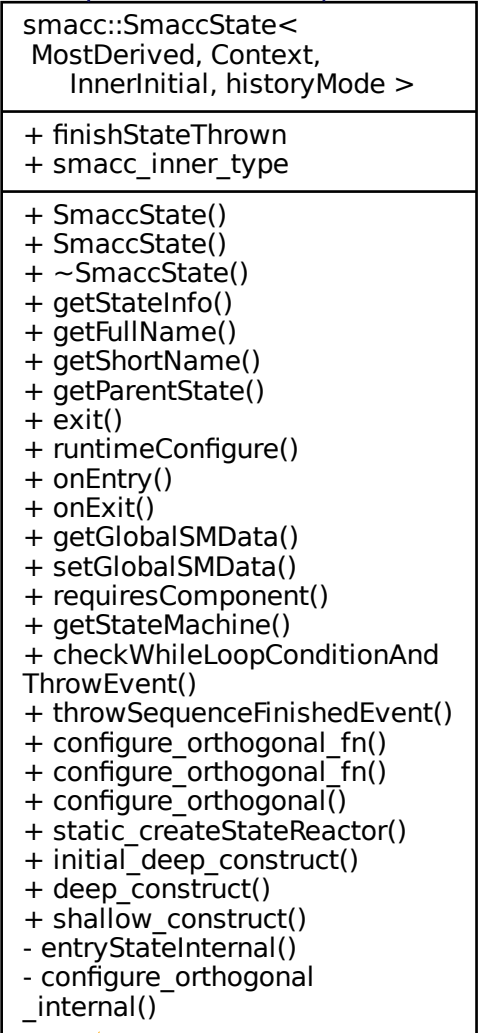 smacc::SmaccState<
MostDerived, Context,
InnerInitial, historyMode >
+ finishStateThrown
+ smacc_inner_type
+ SmaccState()
+ SmaccState()
+ ~SmaccState()
+ getStateInfo()
+ getFullName()
+ getShortName()
+ getParentState()
+ exit()
+ runtimeConfigure()
+ onEntry()
+ onExit()
+ getGlobalSMData()
+ setGlobalSMData()
+ requiresComponent()
+ getStateMachine()
+ checkWhileLoopConditionAnd
ThrowEvent()
+ throwSequenceFinishedEvent()
+ configure_orthogonal_fn()
+ configure_orthogonal_fn()
+ configure_orthogonal()
+ static_createStateReactor()
+ initial_deep_construct()
+ deep_construct()
+ shallow_construct()
- entryStateInternal()
- configure_orthogonal
_internal()